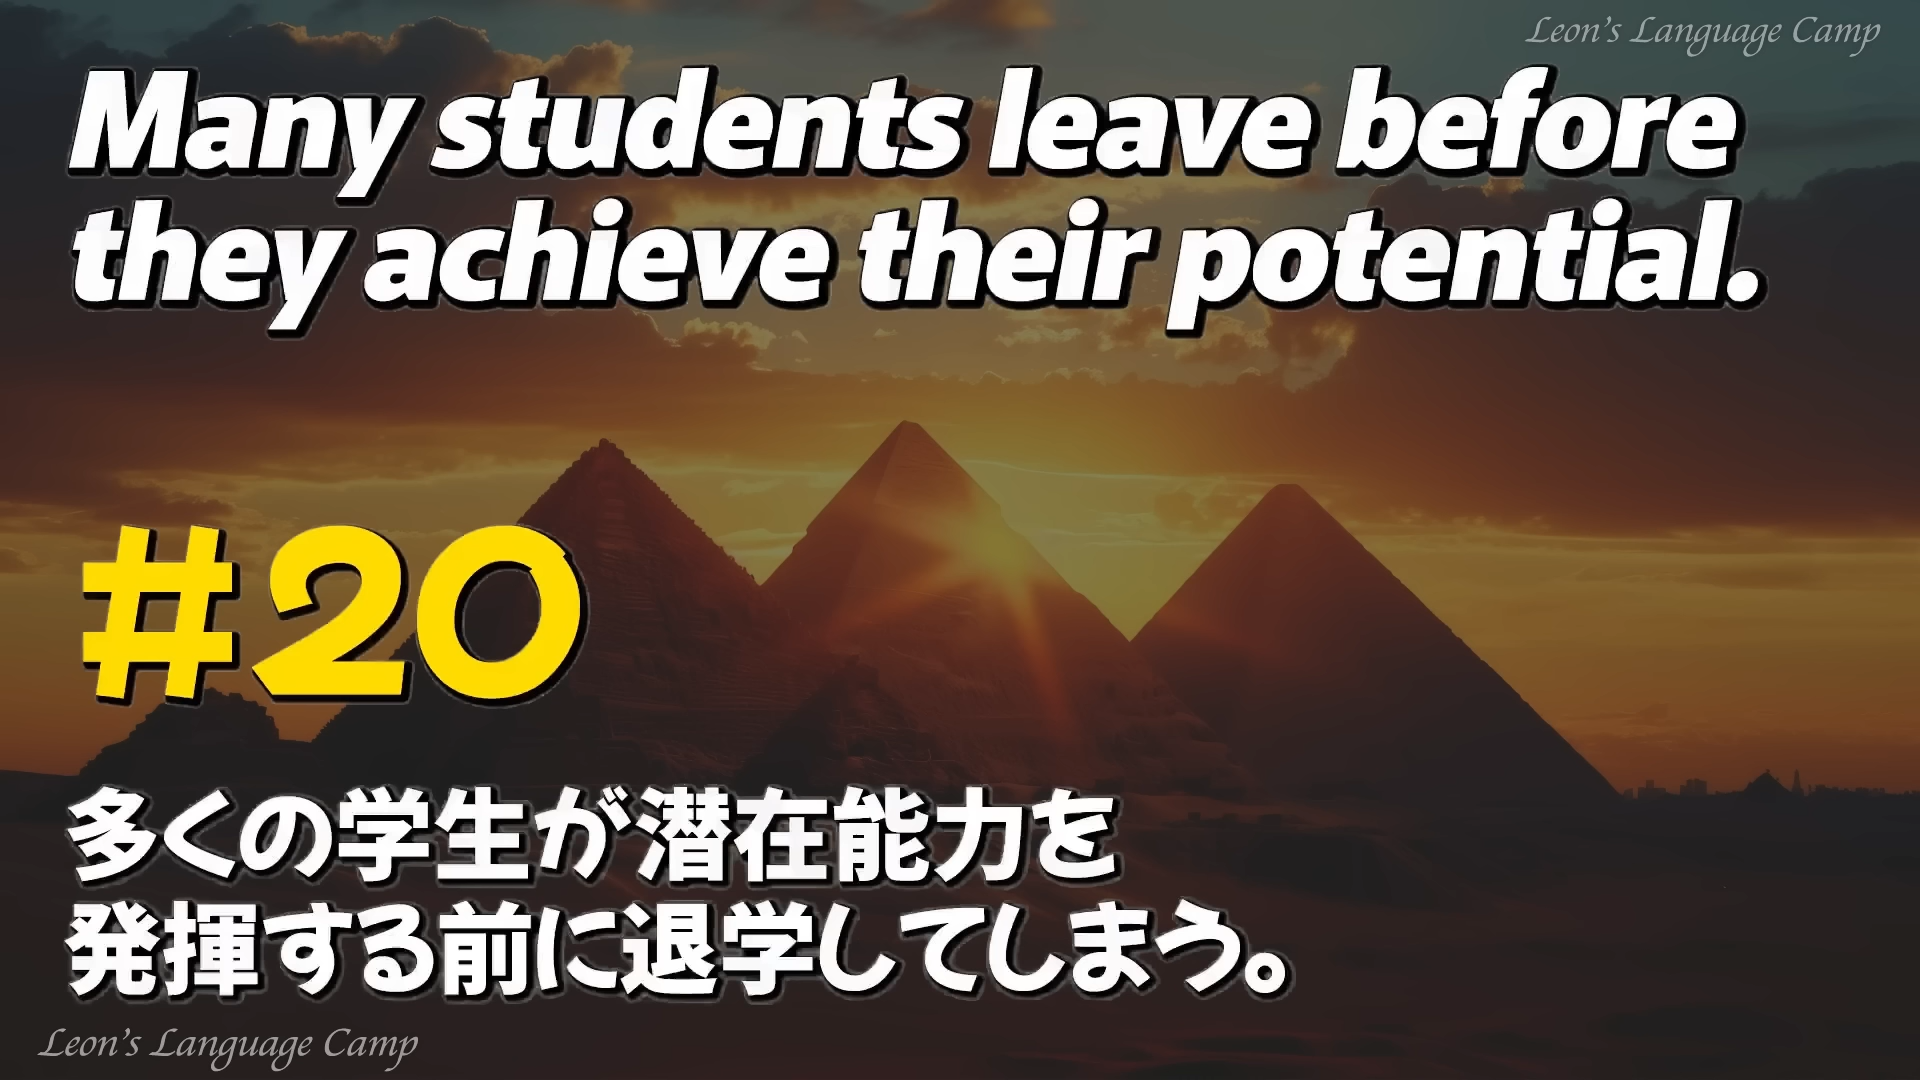 Leon's Language Camp
Many students leave before
they achieve their potential.
#20
多くの学生が潜在能力を
発揮する前に退学してしまう。
Leon's Language Camp